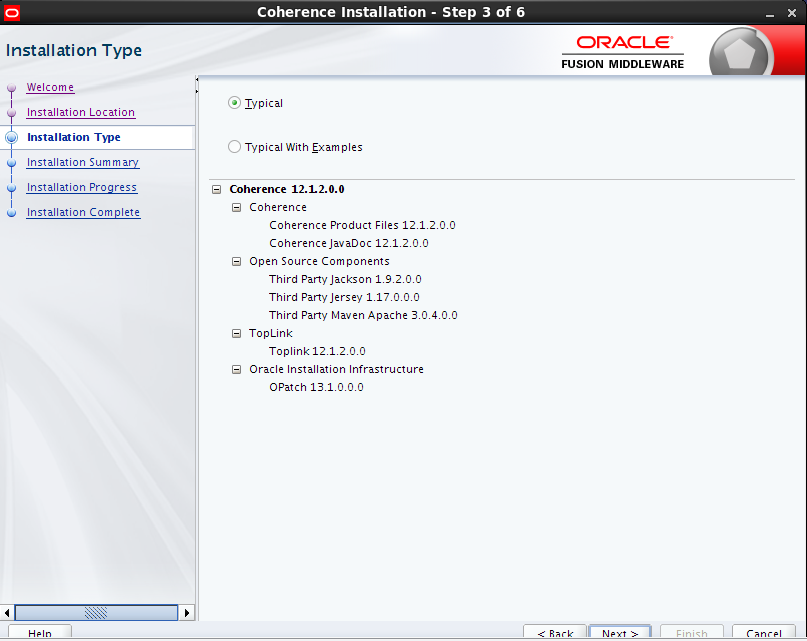 Coherence Installation - Step 3 of 6
Installation Type
ORACLE
FUSION MIDDLEWARE
Welcome
Installation Location
Installation Type
Installation Summary
Installation Progress
Installation Complete
Typical
Typical With Examples
Coherence 12.1.2.0.0
Coherence
Coherence Product Files 12.1.2.0.0
Coherence JavaDoc 12.1.2.0.0
Open Source Components
Third Party Jackson 1.9.2.0.0
Third Party Jersey 1.17.0.0.0
Third Party Maven Apache 3.0.4.0.0
TopLink
Toplink 12.1.2.0.0
Oracle Installation Infrastructure
OPatch 13.1.0.0.0
Help
< Back
Next >
Finish
Cancel